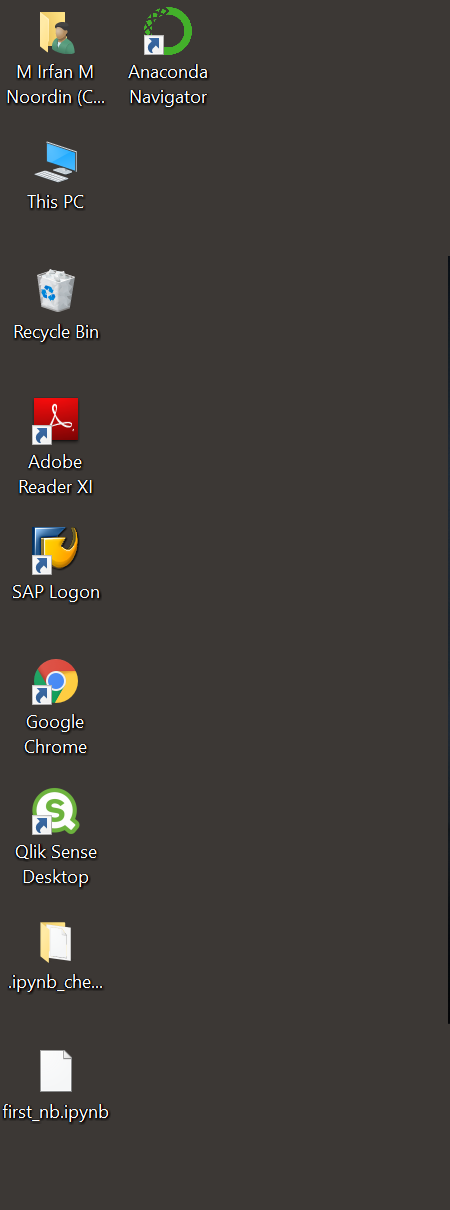 M Irfan M
Noordin (C...
Anaconda
Navigator
This PC
Recycle Bin
Adobe
Reader XI
SAP Logon
Google
Chrome
Qlik Sense
Desktop
.ipynb_che...
first_nb.ipynb